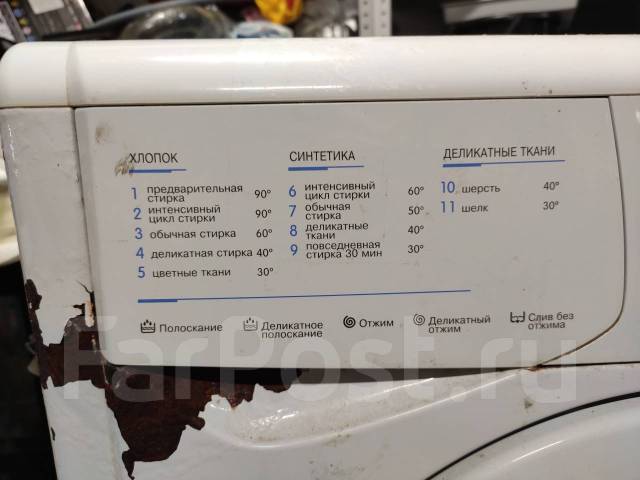 ХЛОПОК
1 предварительная
стирка 90°
2 интенсивный
цикл стирки 90°
3 обычная стирка 60°
4 деликатная стирка 40°
5 цветные ткани 30°
СИНТЕТИКА
6 интенсивный
цикл стирки 60°
7 обычная
стирка 50°
8 деликатные
ткани 40°
9 повседневная
стирка 30 мин 30°
ДЕЛИКАТНЫЕ ТКАНИ
10 шерсть 40°
11 шелк 30°
Полоскание
Деликатное
полоскание
Отжим
Деликатный
отжим
Слив без
отжима
FarPost.ru